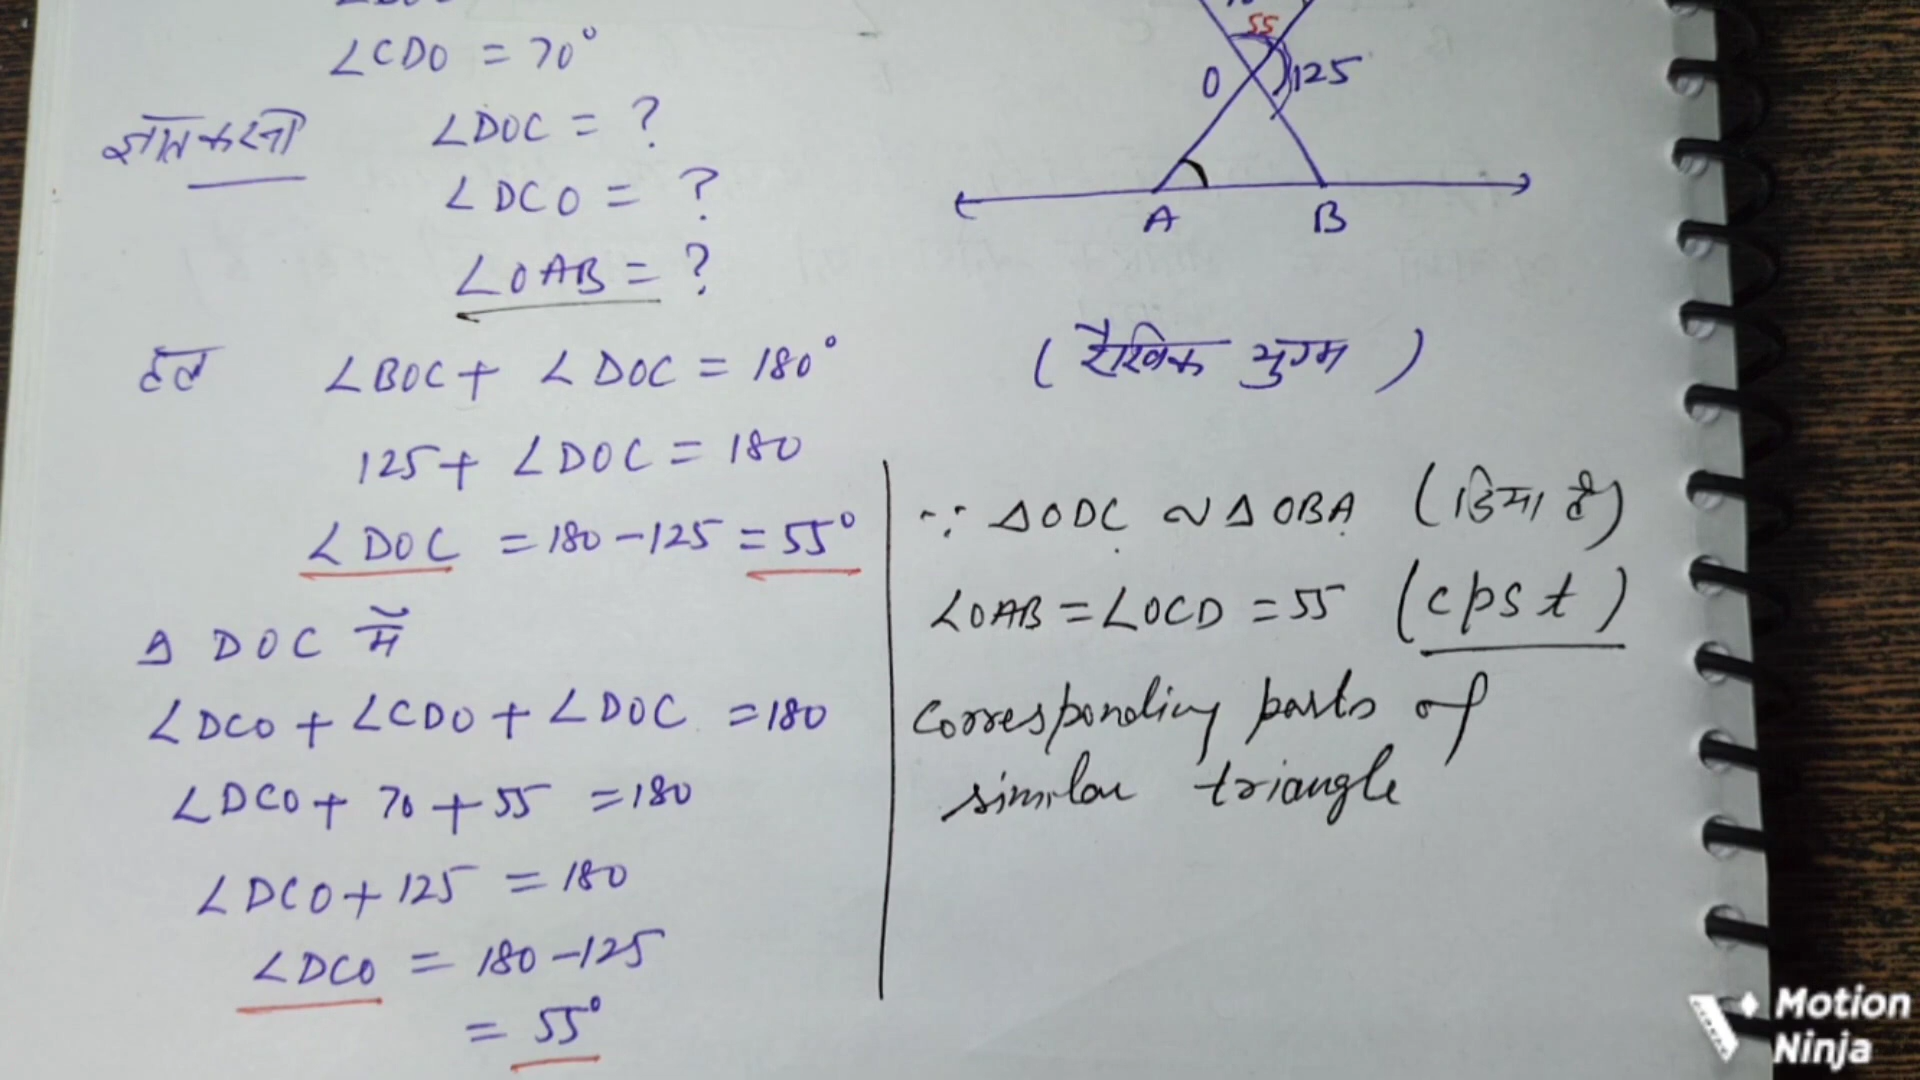 ∠CDO = 70°
ज्ञात करना ∠DOC = ?
∠DCO = ?
∠OAB = ?
55
O 125
A B
हल ∠BOC + ∠DOC = 180° (रैखिक युग्म)
125 + ∠DOC = 180
∠DOC = 180 - 125 = 55°
△ DOC में
∠DCO + ∠CDO + ∠DOC = 180
∠DCO + 70 + 55 = 180
∠DCO + 125 = 180
∠DCO = 180 - 125
= 55°
∵ △ODC ~ △OBA (दिया है)
∠OAB = ∠OCD = 55 (cpst)
Corresponding parts of
similar triangle
Motion
Ninja